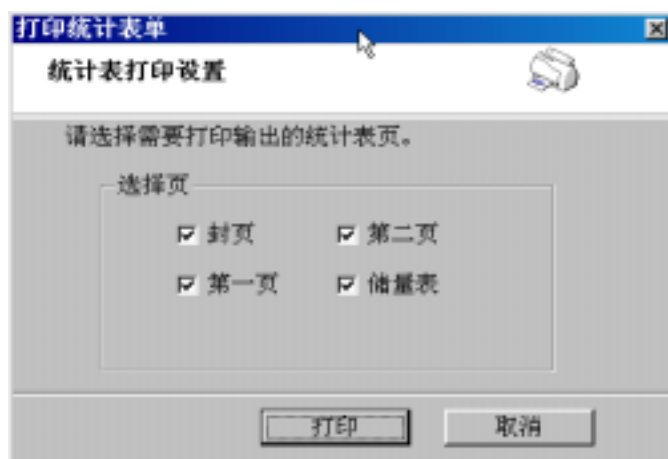 打印统计表单
统计表打印设置
请选择需要打印输出的统计表页。
选择页
封页 第二页
第一页 储量表
打印 取消